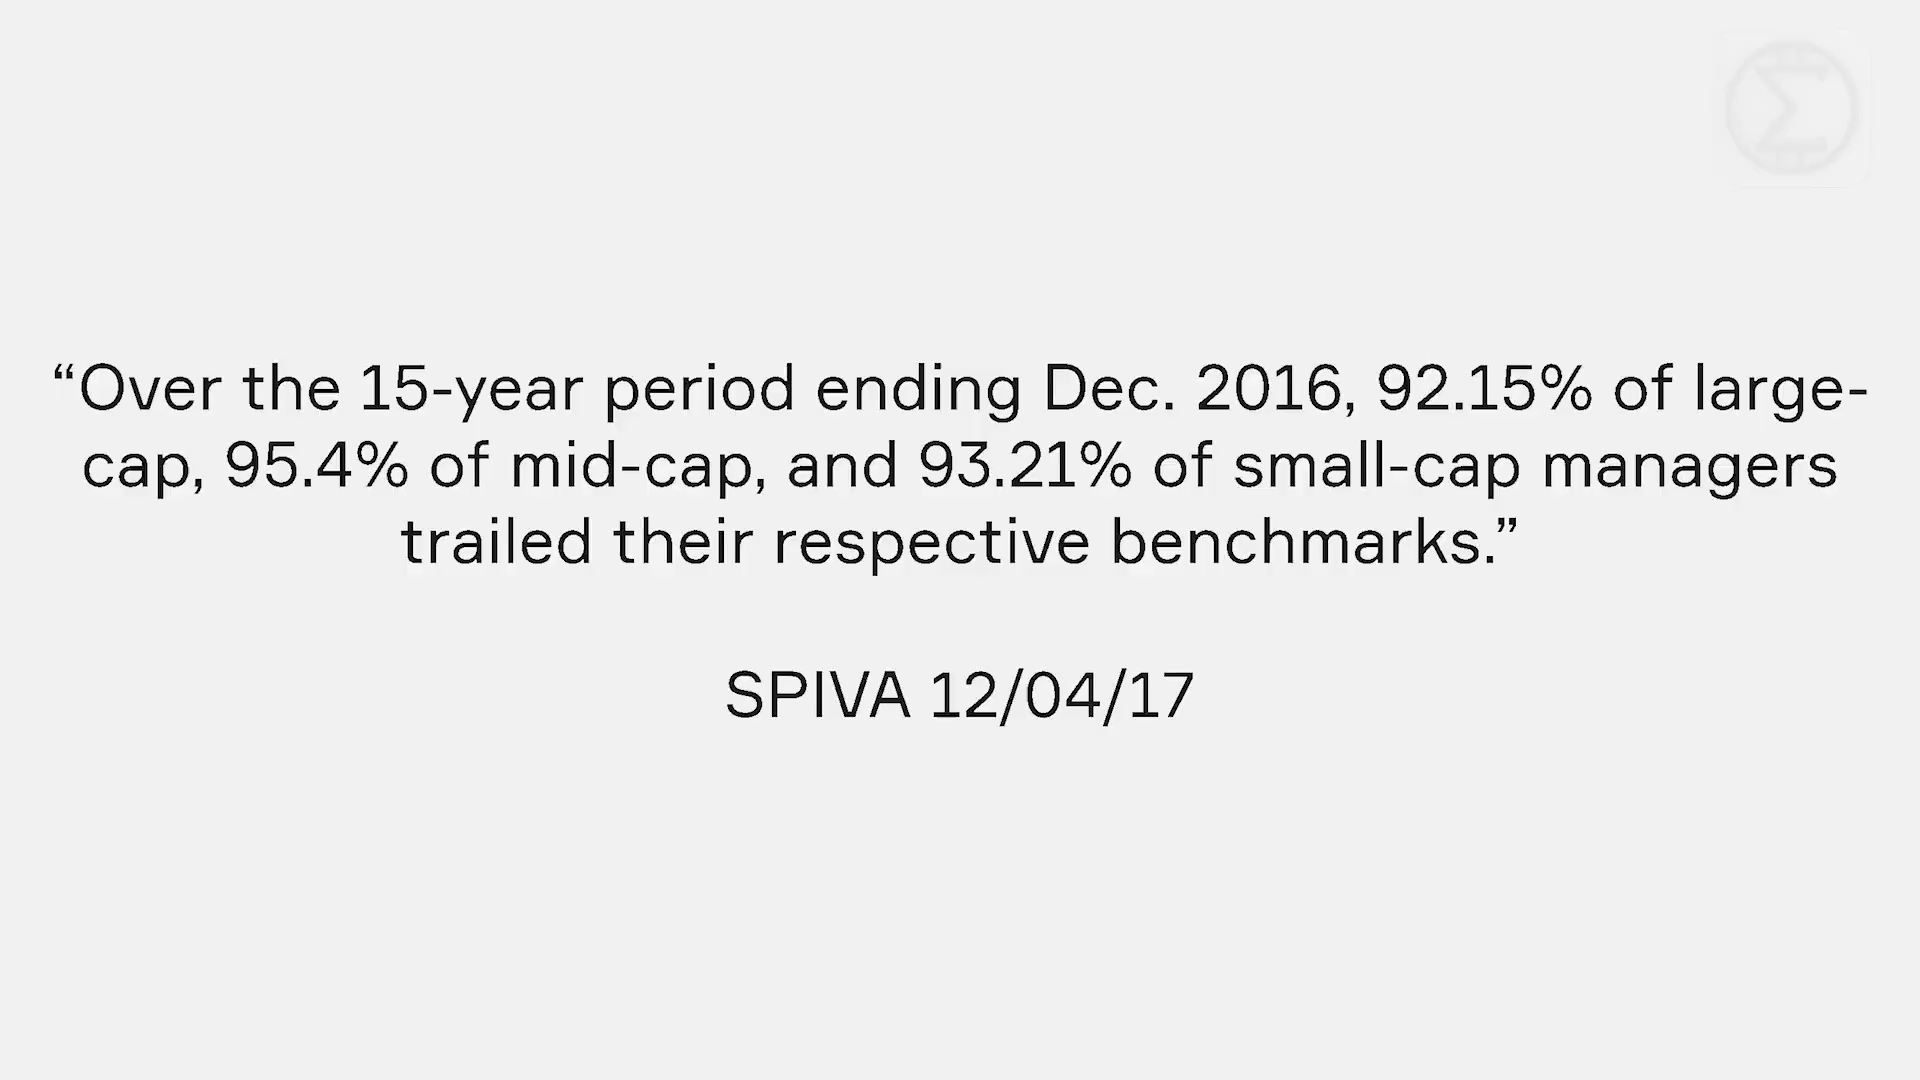 “Over the 15-year period ending Dec. 2016, 92.15% of large-
cap, 95.4% of mid-cap, and 93.21% of small-cap managers
trailed their respective benchmarks.”
SPIVA 12/04/17